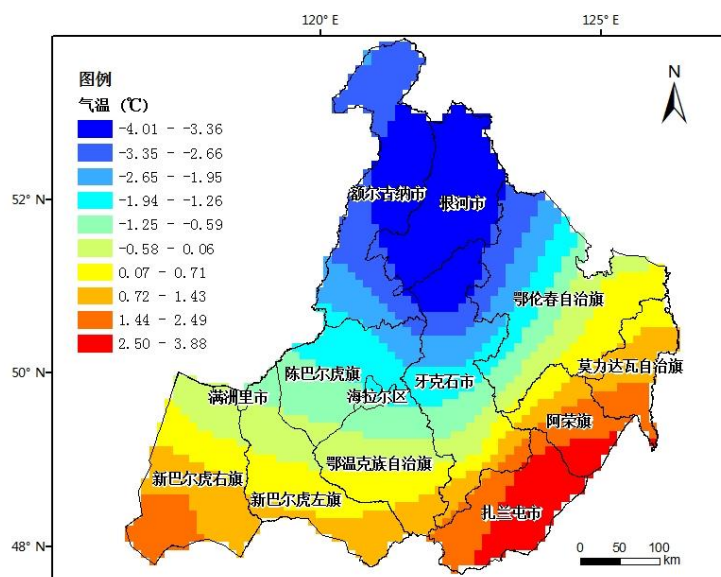 120° E
125° E
图例
气温 (℃)
-4.01 - -3.36
-3.35 - -2.66
-2.65 - -1.95
-1.94 - -1.26
-1.25 - -0.59
-0.58 - 0.06
0.07 - 0.71
0.72 - 1.43
1.44 - 2.49
2.50 - 3.88
N
52° N
50° N
48° N
额尔古纳市
根河市
鄂伦春自治旗
陈巴尔虎旗
莫力达瓦自治旗
满洲里市
海拉尔区
牙克石市
阿荣旗
新巴尔虎右旗
鄂温克族自治旗
新巴尔虎左旗
扎兰屯市
0 50 100
km